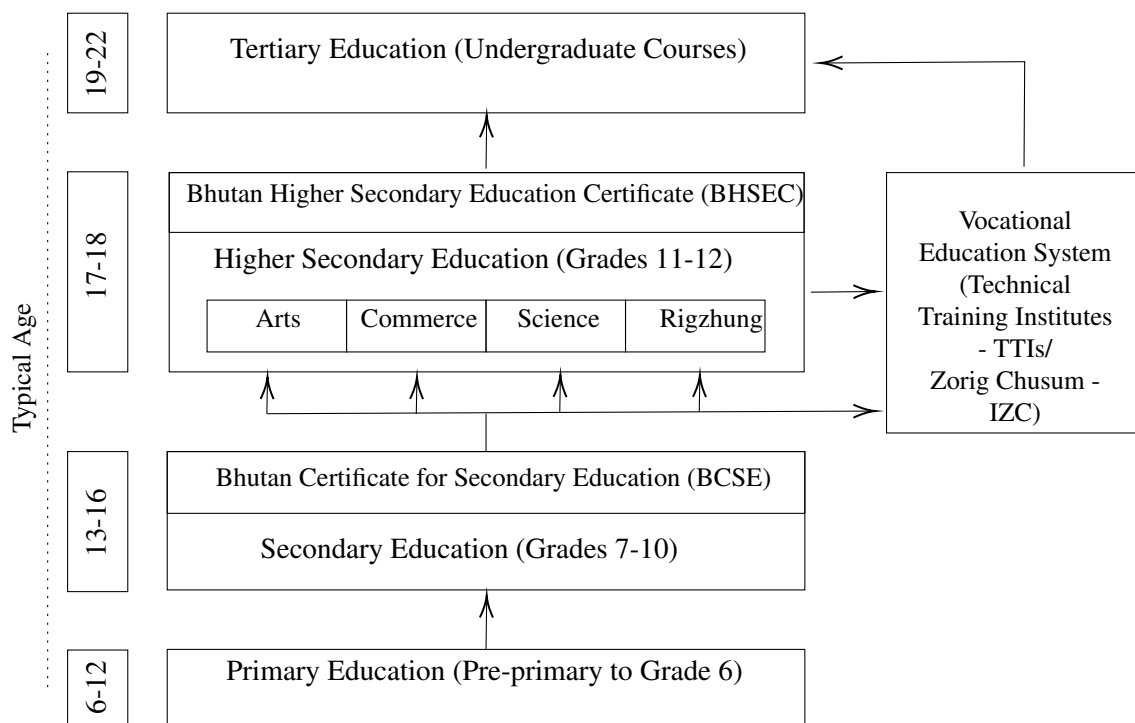 Typical Age
19-22
Tertiary Education (Undergraduate Courses)
17-18
Bhutan Higher Secondary Education Certificate (BHSEC)
Higher Secondary Education (Grades 11-12)
Arts
Commerce
Science
Rigzhung
Vocational
Education System
(Technical
Training Institutes
- TTIs/
Zorig Chusum -
IZC)
13-16
Bhutan Certificate for Secondary Education (BCSE)
Secondary Education (Grades 7-10)
6-12
Primary Education (Pre-primary to Grade 6)